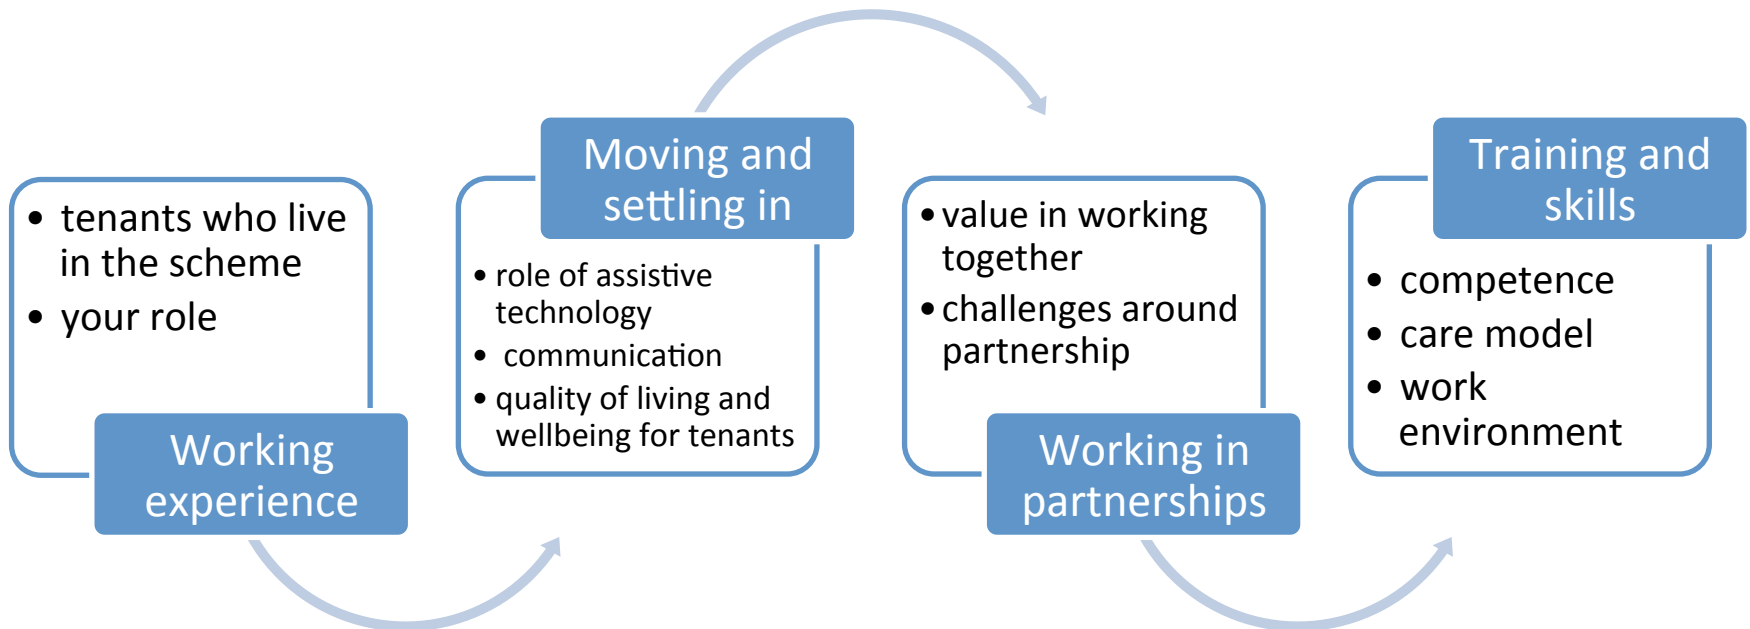 • tenants who live
in the scheme
• your role
Working
experience
Moving and
settling in
• role of assistive
technology
• communication
• quality of living and
wellbeing for tenants
• value in working
together
• challenges around
partnership
Working in
partnerships
Training and
skills
• competence
• care model
• work
environment